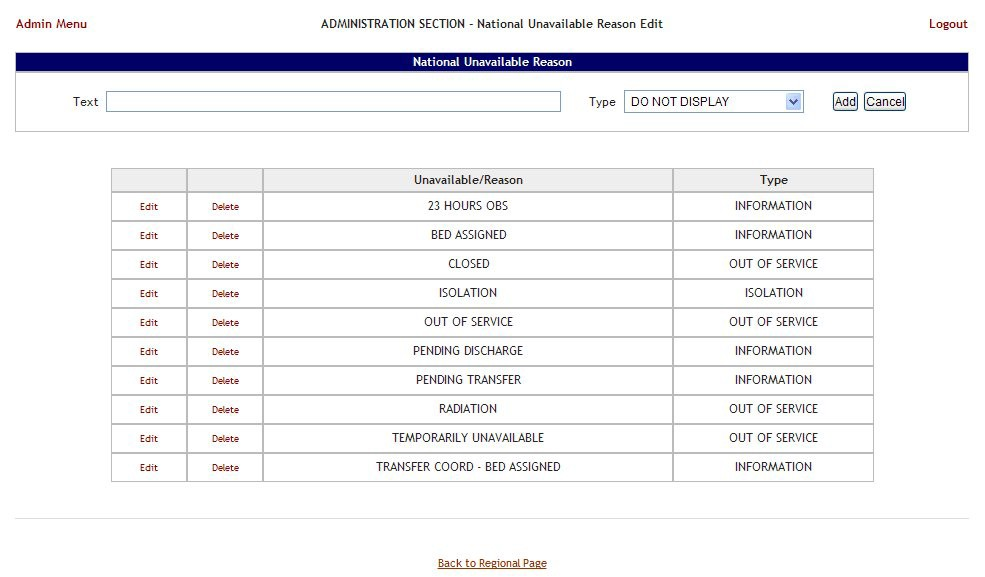 Admin Menu ADMINISTRATION SECTION - National Unavailable Reason Edit Logout
National Unavailable Reason
Text Type DO NOT DISPLAY Add Cancel
Unavailable/Reason Type
Edit Delete 23 HOURS OBS INFORMATION
Edit Delete BED ASSIGNED INFORMATION
Edit Delete CLOSED OUT OF SERVICE
Edit Delete ISOLATION ISOLATION
Edit Delete OUT OF SERVICE OUT OF SERVICE
Edit Delete PENDING DISCHARGE INFORMATION
Edit Delete PENDING TRANSFER INFORMATION
Edit Delete RADIATION OUT OF SERVICE
Edit Delete TEMPORARILY UNAVAILABLE OUT OF SERVICE
Edit Delete TRANSFER COORD - BED ASSIGNED INFORMATION
Back to Regional Page